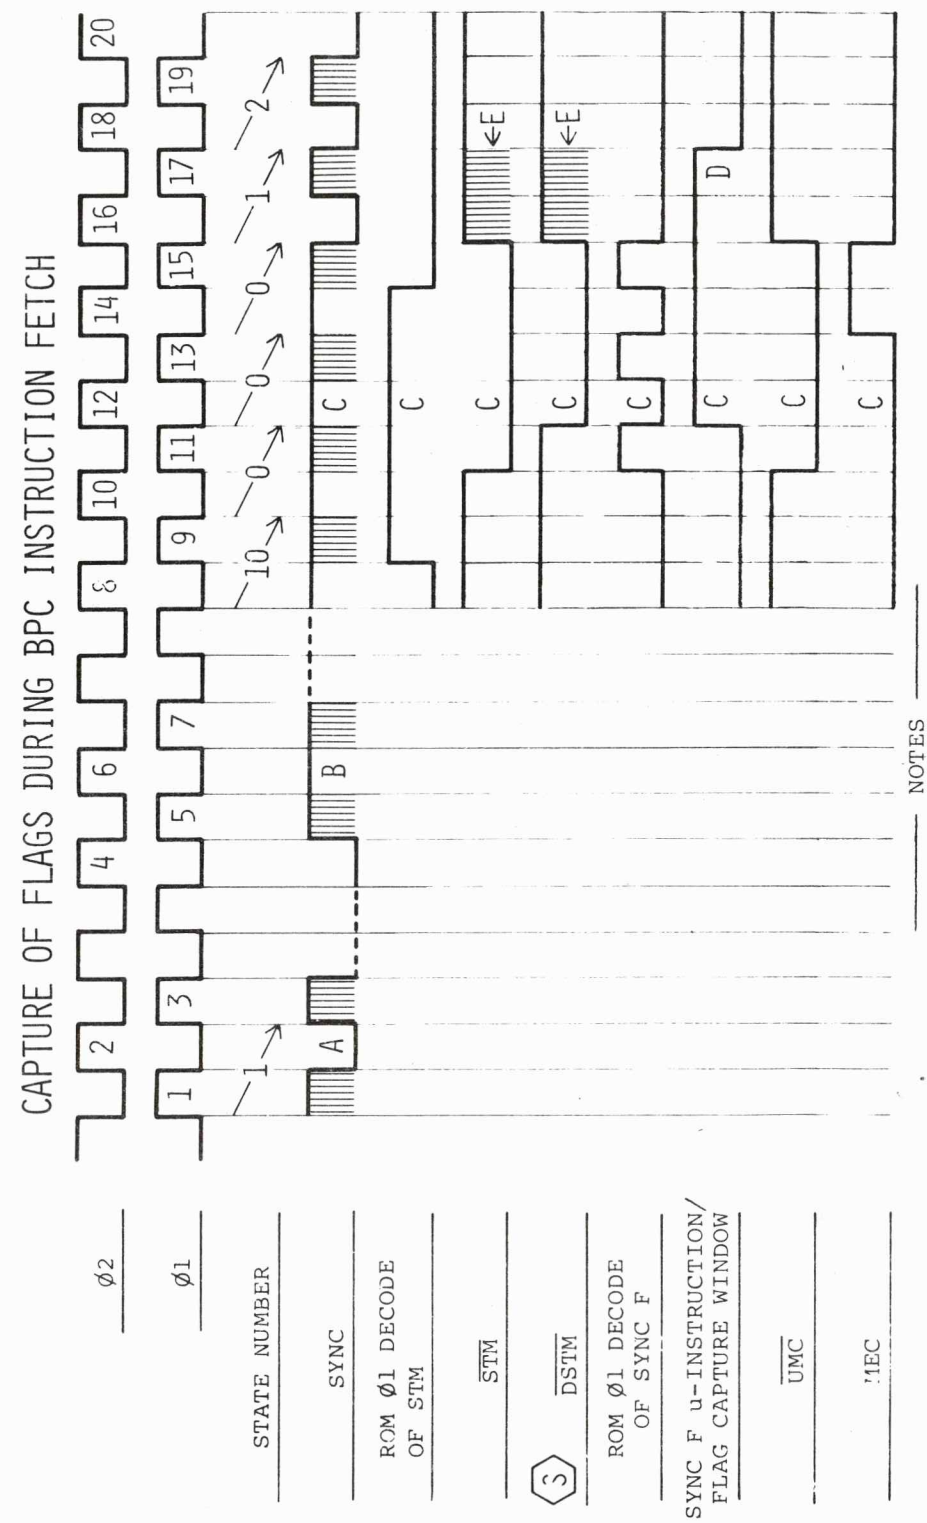 CAPTURE OF FLAGS DURING BPC INSTRUCTION FETCH
Ø2 2 4 6 8 10 12 14 16 18 20
Ø1 1 3 5 7 9 11 13 15 17 19
STATE NUMBER 1 10 0 0 0 1 2
SYNC A B C
ROM Ø1 DECODE
OF STM C
STM C ←E
3 DSTM C ←E
ROM Ø1 DECODE
OF SYNC F C
SYNC F u-INSTRUCTION/
FLAG CAPTURE WINDOW C D
UMC C
MEC C
NOTES